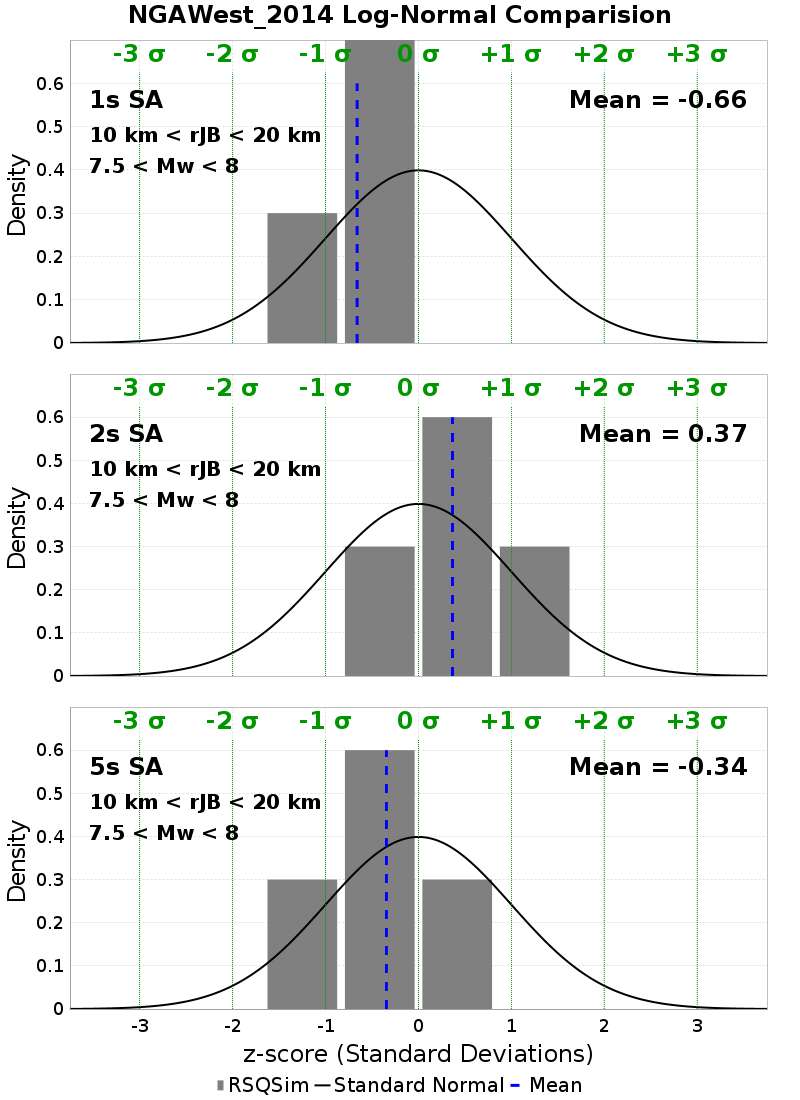 NGAWest_2014 Log-Normal Comparision
-3 σ -2 σ -1 σ 0 σ +1 σ +2 σ +3 σ
1s SA Mean = -0.66
10 km < rJB < 20 km
7.5 < Mw < 8
Density
0.6
0.5
0.4
0.3
0.2
0.1
0
-3 σ -2 σ -1 σ 0 σ +1 σ +2 σ +3 σ
2s SA Mean = 0.37
10 km < rJB < 20 km
7.5 < Mw < 8
Density
0.6
0.5
0.4
0.3
0.2
0.1
0
-3 σ -2 σ -1 σ 0 σ +1 σ +2 σ +3 σ
5s SA Mean = -0.34
10 km < rJB < 20 km
7.5 < Mw < 8
Density
0.6
0.5
0.4
0.3
0.2
0.1
0
-3 -2 -1 0 1 2 3
z-score (Standard Deviations)
RSQSim Standard Normal Mean